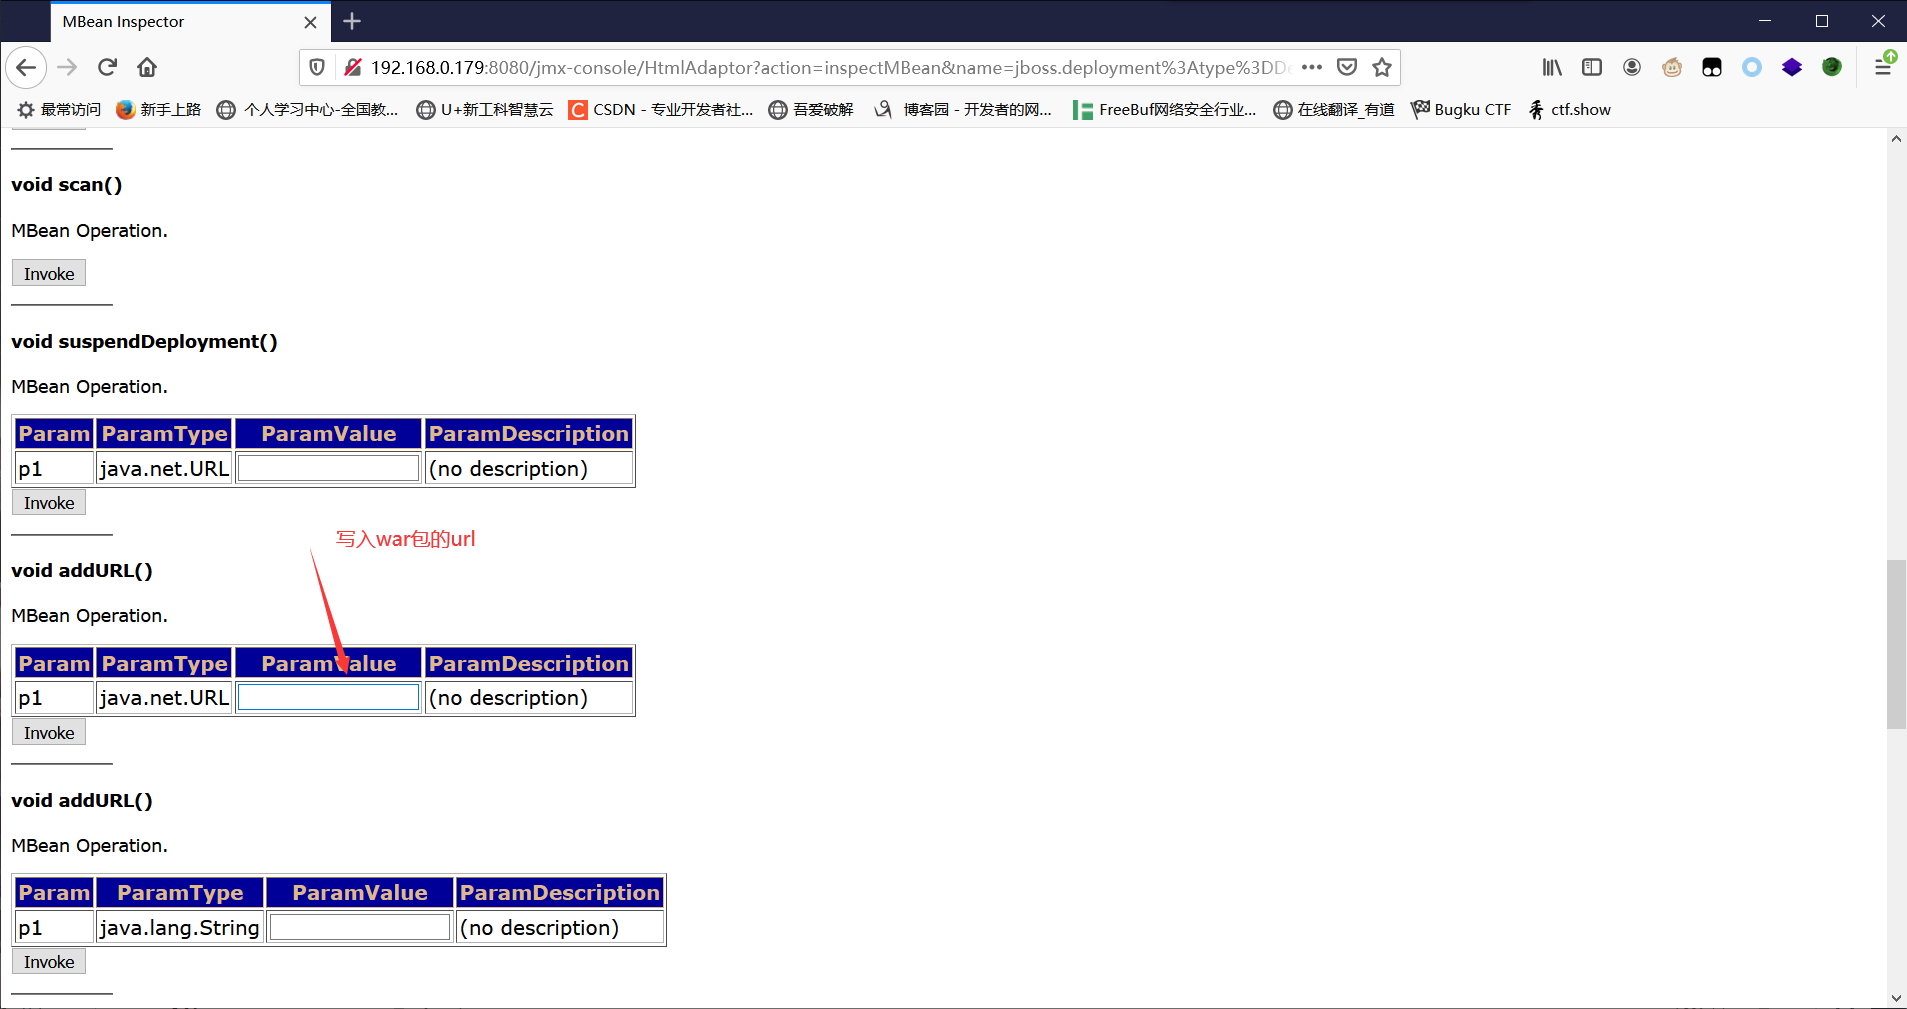 MBean Inspector
192.168.0.179:8080/jmx-console/HtmlAdaptor?action=inspectMBean&name=jboss.deployment%3Atype%3DDe
最常访问 新手上路 个人学习中心-全国教... U+新工科智慧云 CSDN - 专业开发者社... 吾爱破解 博客园 - 开发者的网... FreeBuf网络安全行业... 在线翻译_有道 Bugku CTF ctf.show
void scan()
MBean Operation.
Invoke
void suspendDeployment()
MBean Operation.
Param ParamType ParamValue ParamDescription
p1 java.net.URL (no description)
Invoke
写入war包的url
void addURL()
MBean Operation.
Param ParamType ParamValue ParamDescription
p1 java.net.URL (no description)
Invoke
void addURL()
MBean Operation.
Param ParamType ParamValue ParamDescription
p1 java.lang.String (no description)
Invoke